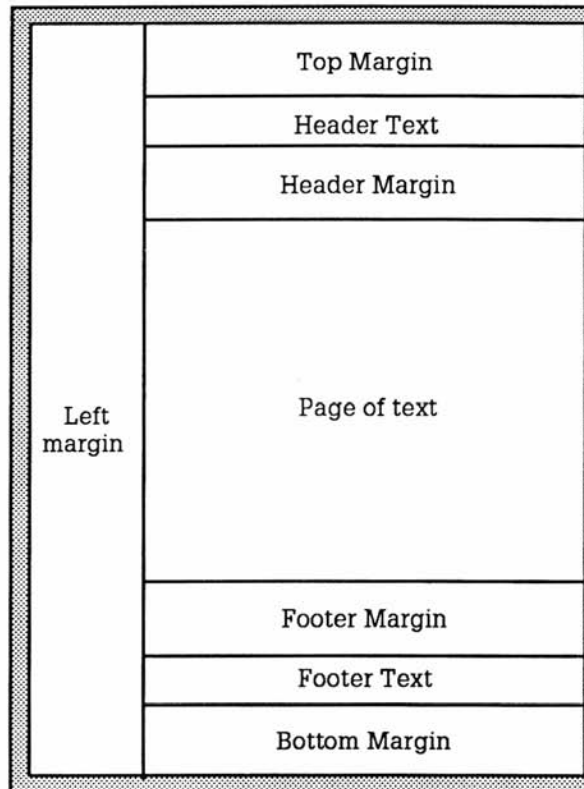 Top Margin
Header Text
Header Margin
Page of text
Left
margin
Footer Margin
Footer Text
Bottom Margin